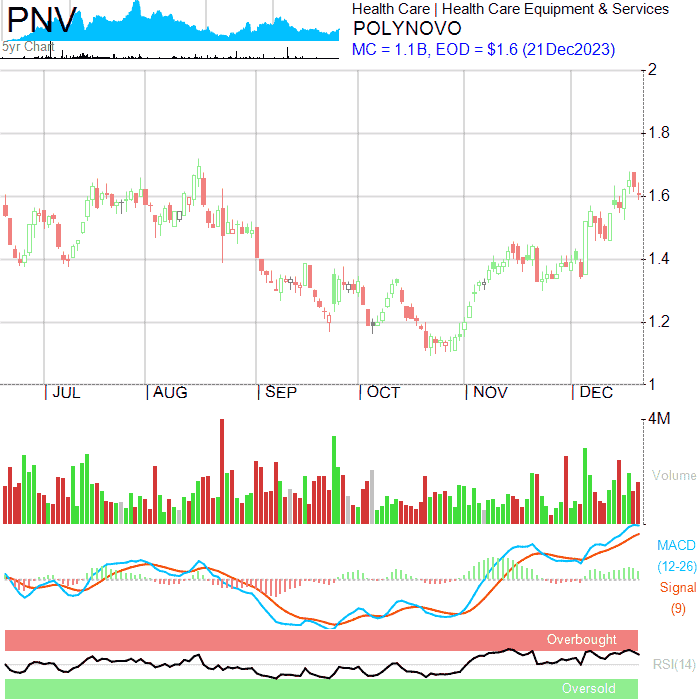 PNV
5yr Chart
Health Care | Health Care Equipment & Services
POLYNOVO
MC = 1.1B, EOD = $1.6 (21Dec2023)
2
1.8
1.6
1.4
1.2
1
JUL AUG SEP OCT NOV DEC
4M
Volume
MACD
(12-26)
Signal
(9)
Overbought
RSI(14)
Oversold